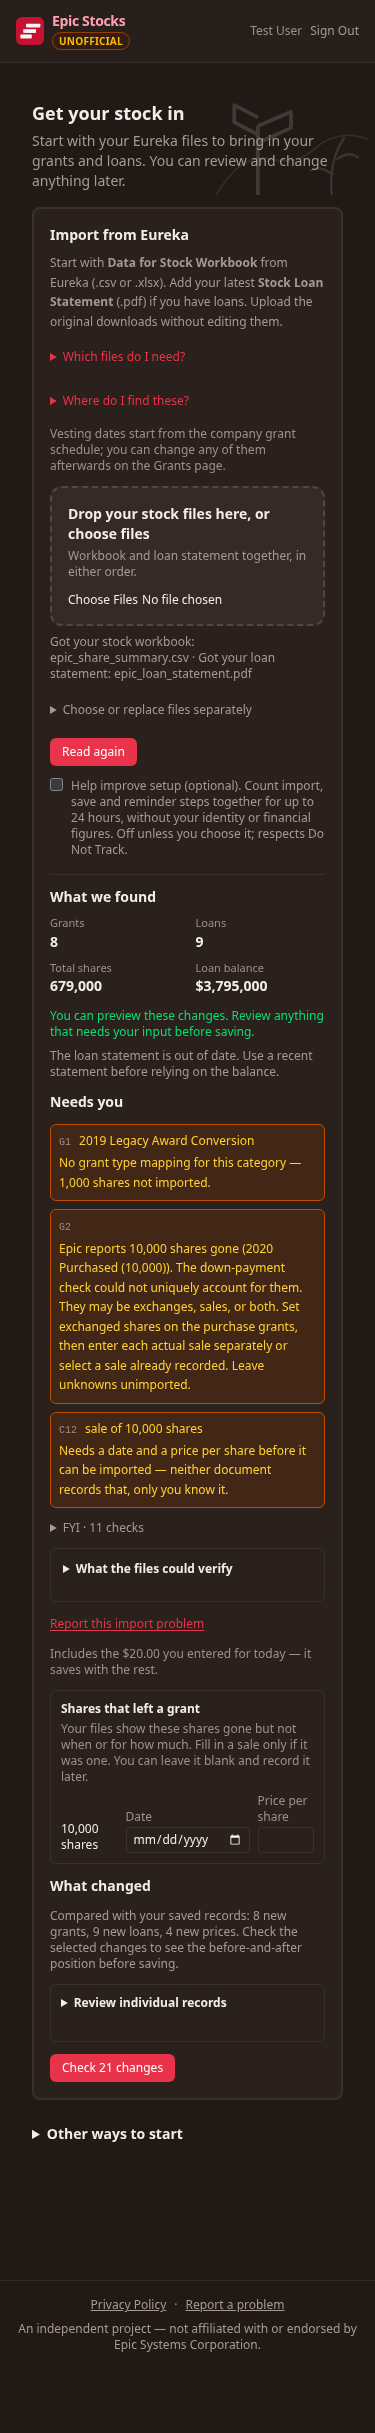 Epic Stocks
UNOFFICIAL
Test User Sign Out
Get your stock in
Start with your Eureka files to bring in your
grants and loans. You can review and change
anything later.
Import from Eureka
Start with Data for Stock Workbook from
Eureka (.csv or .xlsx). Add your latest Stock Loan
Statement (.pdf) if you have loans. Upload the
original downloads without editing them.
Which files do I need?
Where do I find these?
Vesting dates start from the company grant
schedule; you can change any of them
afterwards on the Grants page.
Drop your stock files here, or
choose files
Workbook and loan statement together, in
either order.
Choose Files No file chosen
Got your stock workbook:
epic_share_summary.csv · Got your loan
statement: epic_loan_statement.pdf
Choose or replace files separately
Read again
Help improve setup (optional). Count import,
save and reminder steps together for up to
24 hours, without your identity or financial
figures. Off unless you choose it; respects Do
Not Track.
What we found
Grants Loans
8 9
Total shares Loan balance
679,000 $3,795,000
You can preview these changes. Review anything
that needs your input before saving.
The loan statement is out of date. Use a recent
statement before relying on the balance.
Needs you
G1 2019 Legacy Award Conversion
No grant type mapping for this category —
1,000 shares not imported.
G2
Epic reports 10,000 shares gone (2020
Purchased (10,000)). The down-payment
check could not uniquely account for them.
They may be exchanges, sales, or both. Set
exchanged shares on the purchase grants,
then enter each actual sale separately or
select a sale already recorded. Leave
unknowns unimported.
C12 sale of 10,000 shares
Needs a date and a price per share before it
can be imported — neither document
records that, only you know it.
FYI · 11 checks
What the files could verify
Report this import problem
Includes the $20.00 you entered for today — it
saves with the rest.
Shares that left a grant
Your files show these shares gone but not
when or for how much. Fill in a sale only if it
was one. You can leave it blank and record it
later.
10,000
shares
Date
mm/dd/yyyy
Price per
share
What changed
Compared with your saved records: 8 new
grants, 9 new loans, 4 new prices. Check the
selected changes to see the before-and-after
position before saving.
Review individual records
Check 21 changes
Other ways to start
Privacy Policy · Report a problem
An independent project — not affiliated with or endorsed by
Epic Systems Corporation.